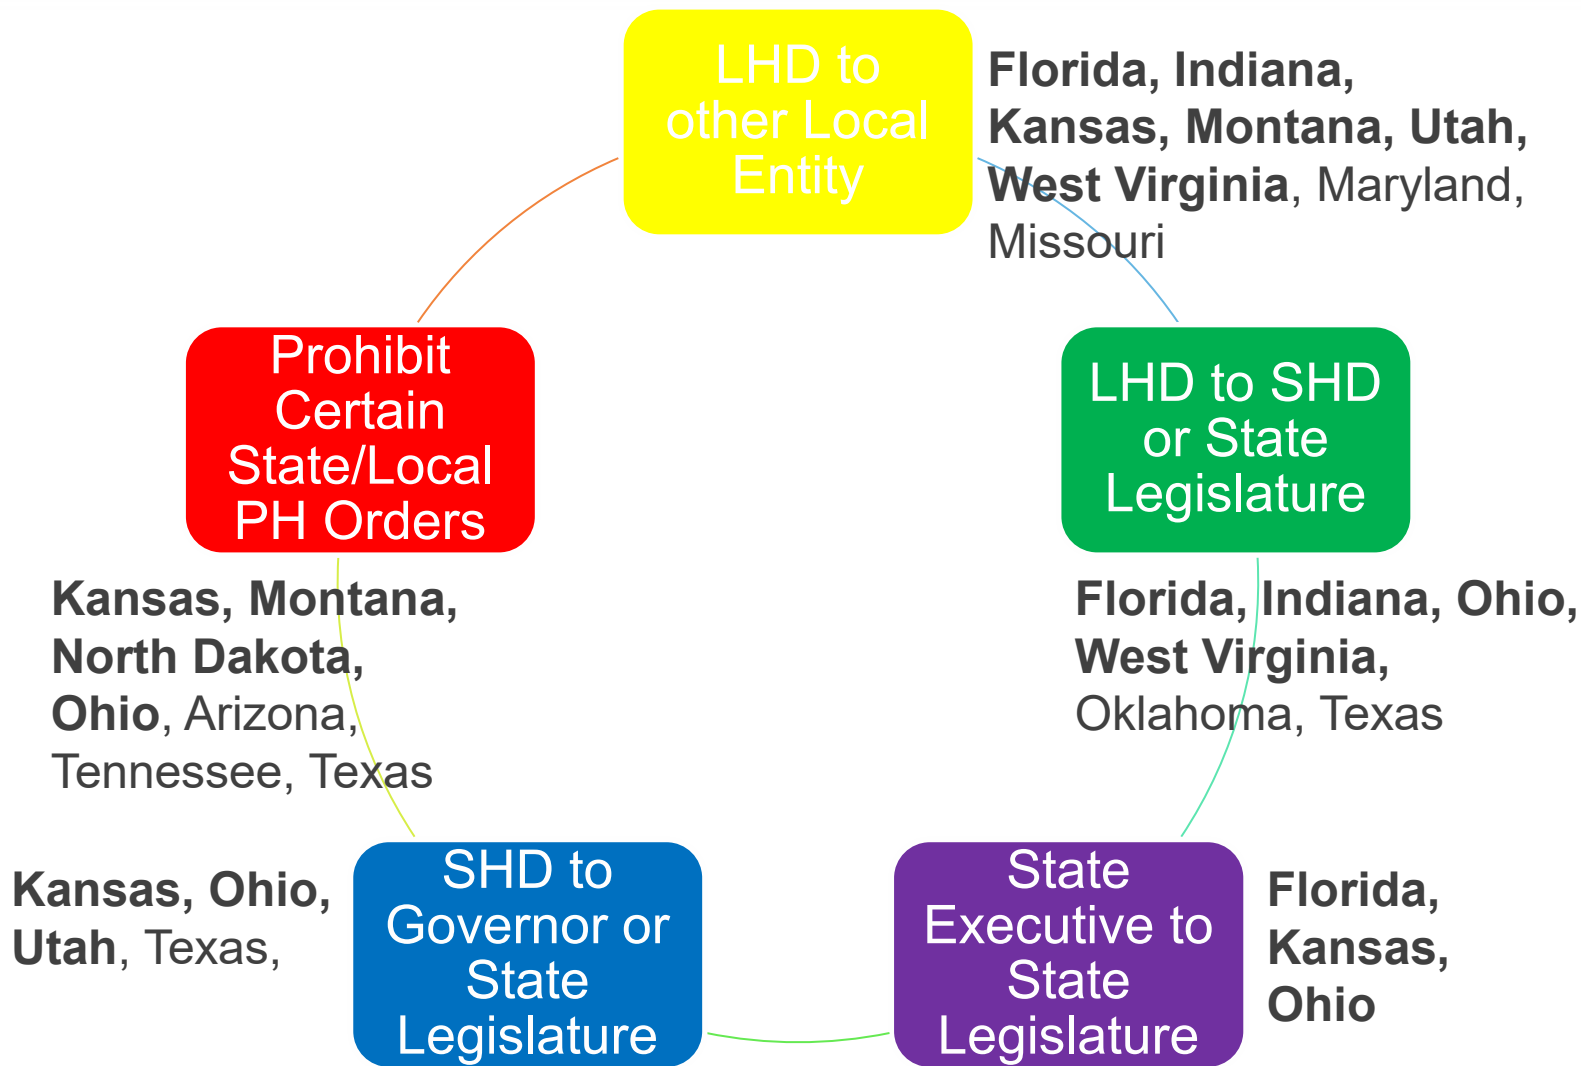 LHD to
other Local
Entity
Florida, Indiana,
Kansas, Montana, Utah,
West Virginia, Maryland,
Missouri
LHD to SHD
or State
Legislature
Florida, Indiana, Ohio,
West Virginia,
Oklahoma, Texas
State
Executive to
State
Legislature
Florida,
Kansas,
Ohio
SHD to
Governor or
State
Legislature
Kansas, Ohio,
Utah, Texas,
Prohibit
Certain
State/Local
PH Orders
Kansas, Montana,
North Dakota,
Ohio, Arizona,
Tennessee, Texas